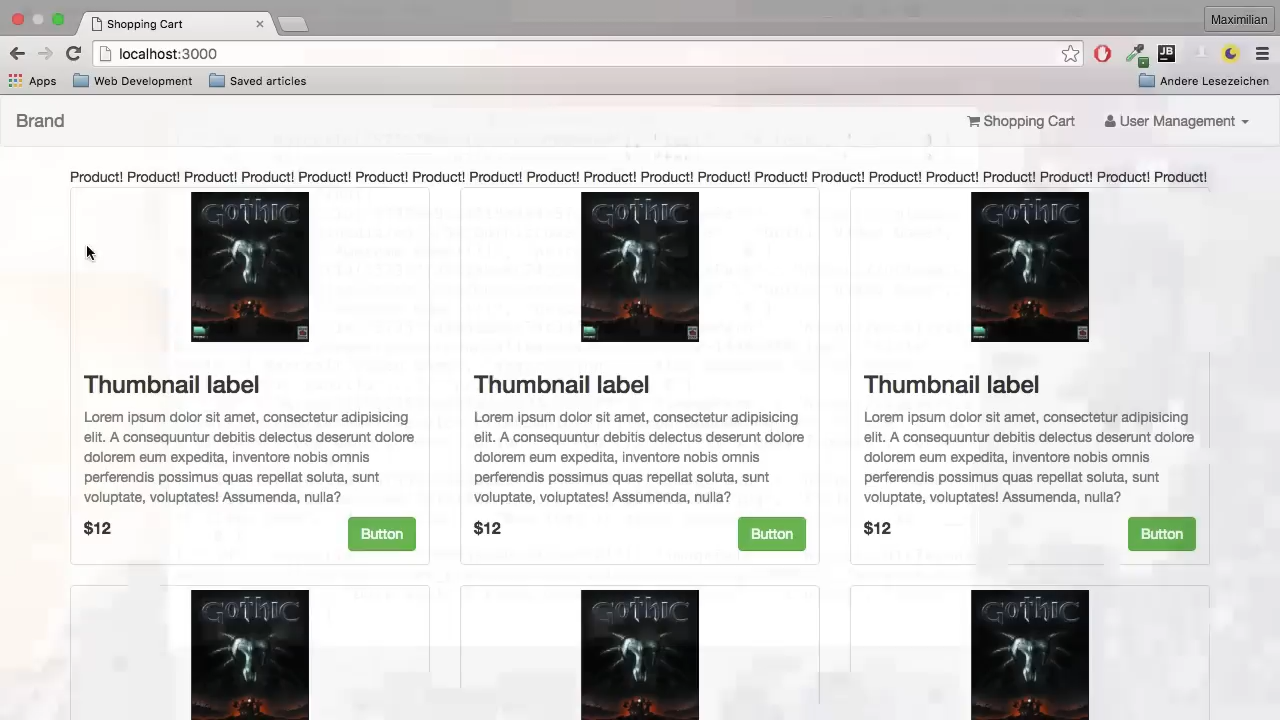 Shopping Cart
Maximilian
localhost:3000
JB
Apps Web Development Saved articles Andere Lesezeichen
Brand Shopping Cart User Management
Product! Product! Product! Product! Product! Product! Product! Product! Product! Product! Product! Product! Product! Product! Product! Product! Product! Product! Product! Product!
GOTHIC GOTHIC GOTHIC
Thumbnail label
Lorem ipsum dolor sit amet, consectetur adipisicing
elit. A consequuntur debitis delectus deserunt dolore
dolorem eum expedita, inventore nobis omnis
perferendis possimus quas repellat soluta, sunt
voluptate, voluptates! Assumenda, nulla?
$12 Button
Thumbnail label
Lorem ipsum dolor sit amet, consectetur adipisicing
elit. A consequuntur debitis delectus deserunt dolore
dolorem eum expedita, inventore nobis omnis
perferendis possimus quas repellat soluta, sunt
voluptate, voluptates! Assumenda, nulla?
$12 Button
Thumbnail label
Lorem ipsum dolor sit amet, consectetur adipisicing
elit. A consequuntur debitis delectus deserunt dolore
dolorem eum expedita, inventore nobis omnis
perferendis possimus quas repellat soluta, sunt
voluptate, voluptates! Assumenda, nulla?
$12 Button
GOTHIC GOTHIC GOTHIC